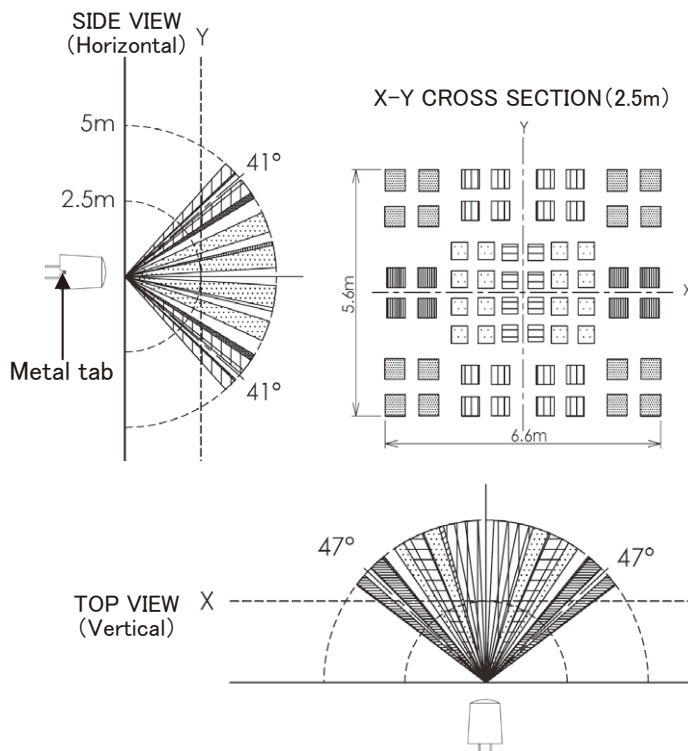 SIDE VIEW
(Horizontal)
Y
5m
2.5m
41°
41°
Metal tab
X-Y CROSS SECTION(2.5m)
Y
X
5.6m
6.6m
47°
47°
TOP VIEW
(Vertical)
X